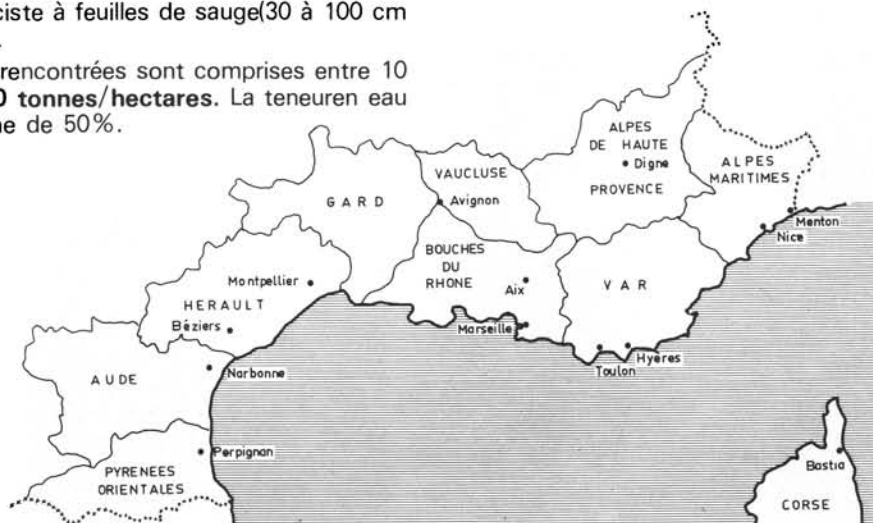 ciste à feuilles de sauge(30 à 100 cm
rencontrées sont comprises entre 10
0 tonnes/hectares. La teneuren eau
ne de 50%.
ALPES
DE HAUTE
Digne
PROVENCE
ALPES
MARITIMES
VAUCLUSE
Avignon
GARD
Menton
Nice
BOUCHES
DU
RHONE
Aix
VAR
Montpellier
HERAULT
Béziers
Marseille
Hyères
Toulon
AUDE
Narbonne
Perpignan
PYRENEES
ORIENTALES
Bastia
CORSE